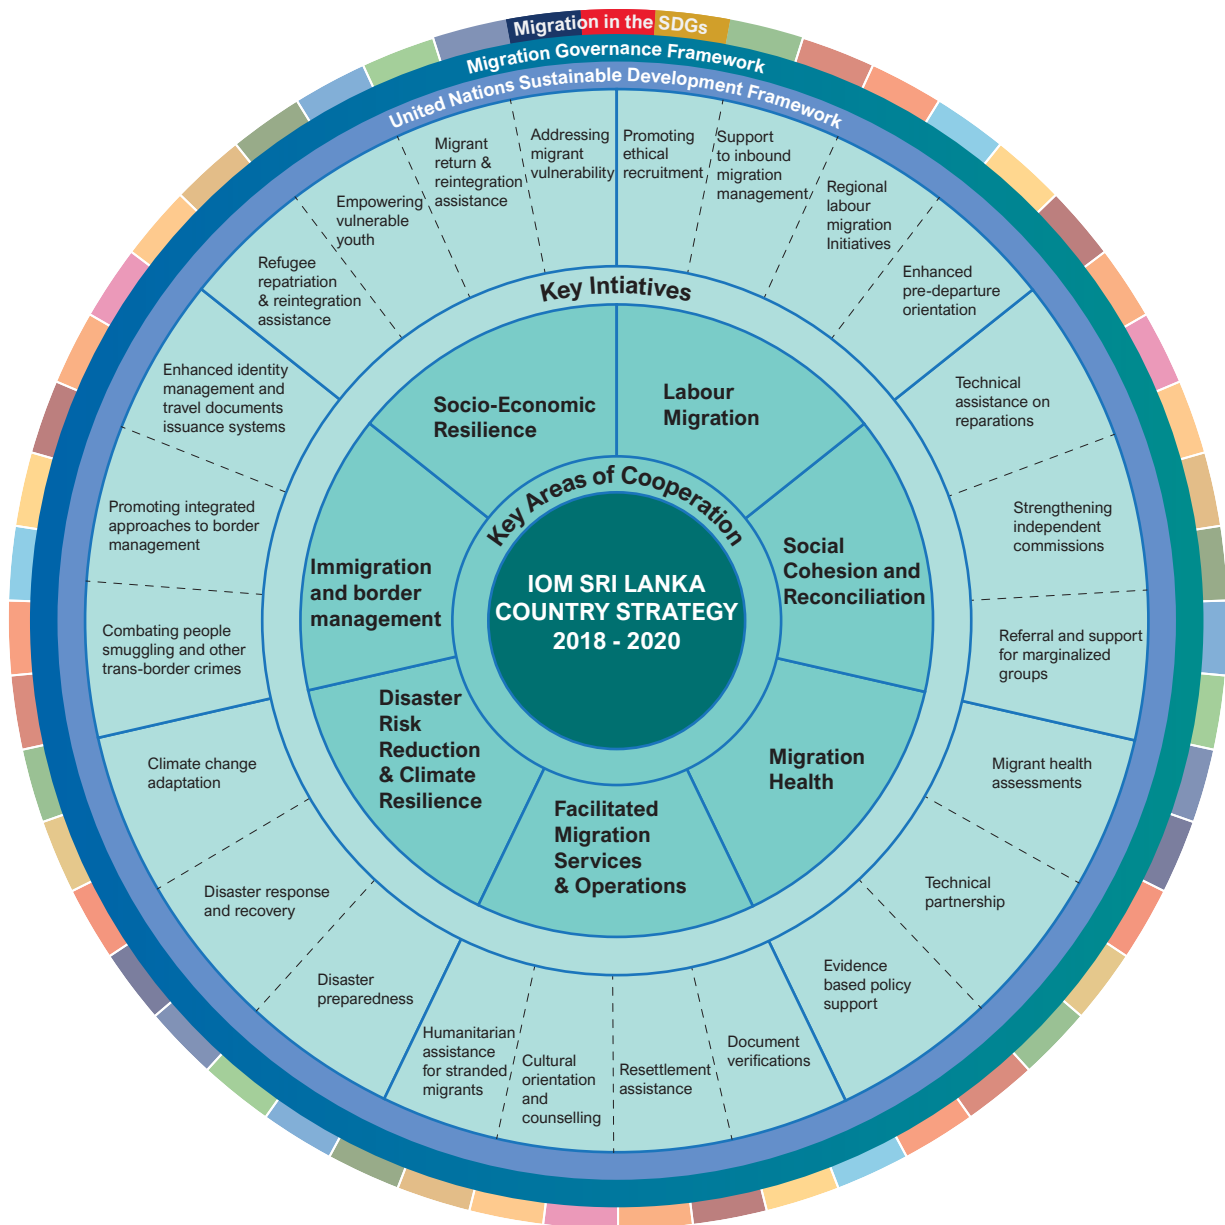 Migration in the SDGs
Migration Governance Framework
United Nations Sustainable Development Framework
Addressing
migrant
vulnerability
Promoting
ethical
recruitment
Support
to inbound
migration
management
Regional
labour
migration
Initiatives
Enhanced
pre-departure
orientation
Technical
assistance on
reparations
Strengthening
independent
commissions
Referral and support
for marginalized
groups
Migrant health
assessments
Technical
partnership
Evidence
based policy
support
Document
verifications
Resettlement
assistance
Cultural
orientation
and
counselling
Humanitarian
assistance
for stranded
migrants
Disaster
preparedness
Disaster response
and recovery
Climate change
adaptation
Combating people
smuggling and other
trans-border crimes
Promoting integrated
approaches to border
management
Enhanced identity
management and
travel documents
issuance systems
Refugee
repatriation
& reintegration
assistance
Empowering
vulnerable
youth
Migrant
return &
reintegration
assistance
Key Intiatives
Socio-Economic
Resilience
Labour
Migration
Social
Cohesion and
Reconciliation
Migration
Health
Facilitated
Migration
Services
& Operations
Disaster
Risk
Reduction
& Climate
Resilience
Immigration
and border
management
Key Areas of Cooperation
IOM SRI LANKA
COUNTRY STRATEGY
2018 - 2020